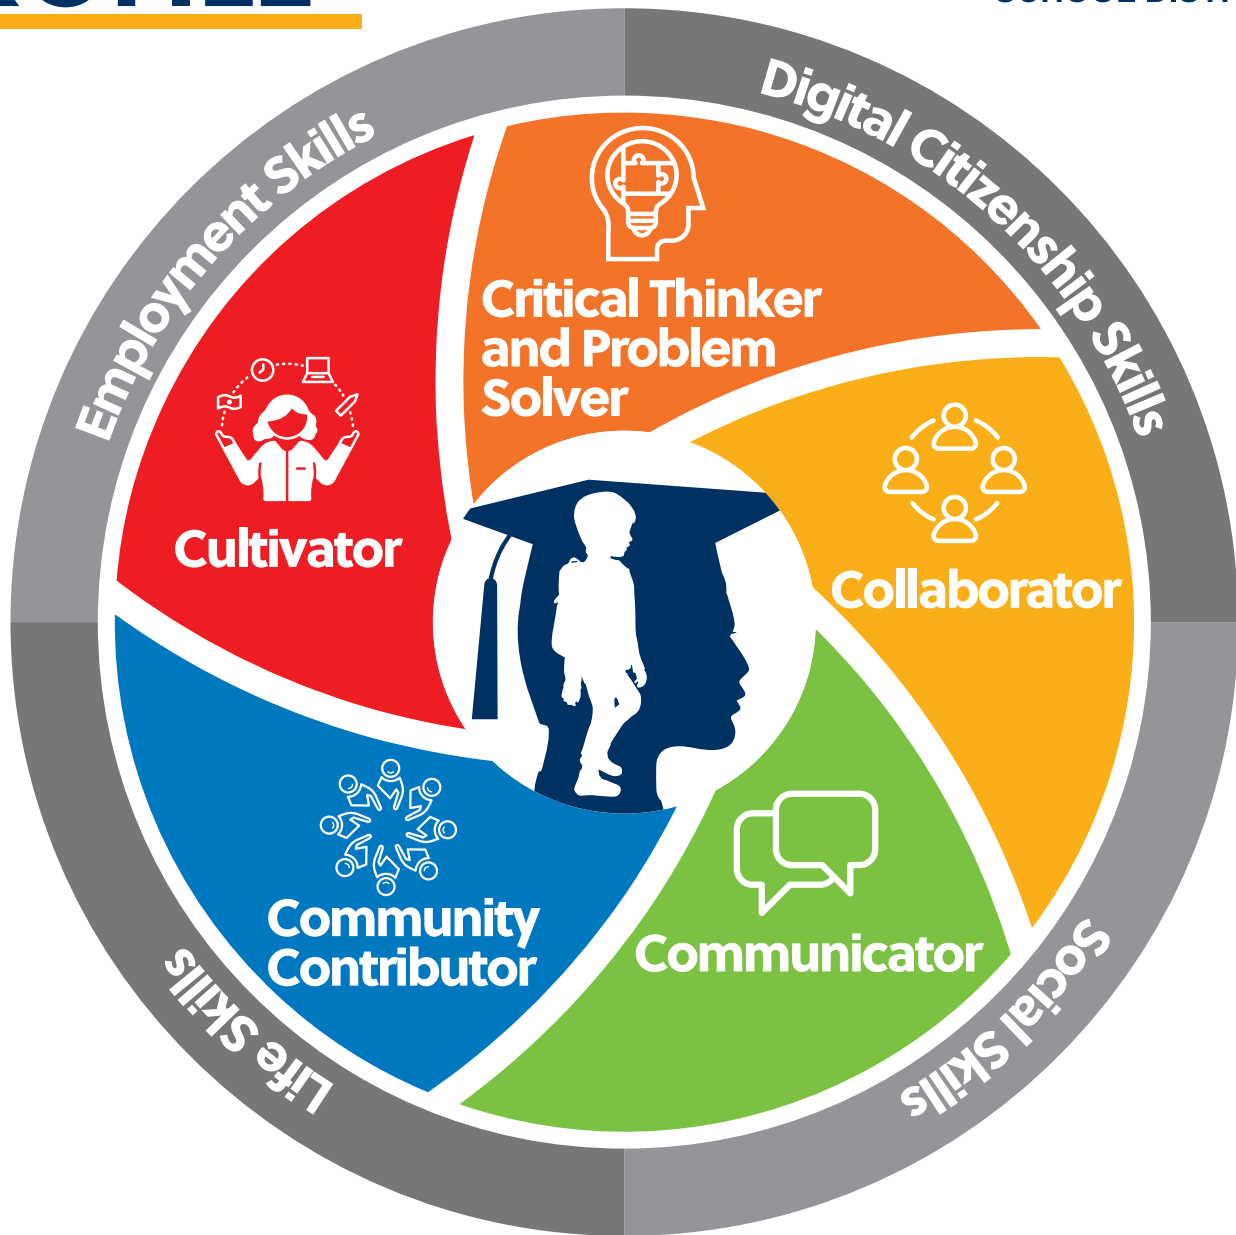 Employment Skills
Digital Citizenship Skills
Critical Thinker
and Problem
Solver
Cultivator
Collaborator
Community
Contributor
Communicator
Life Skills
Social Skills